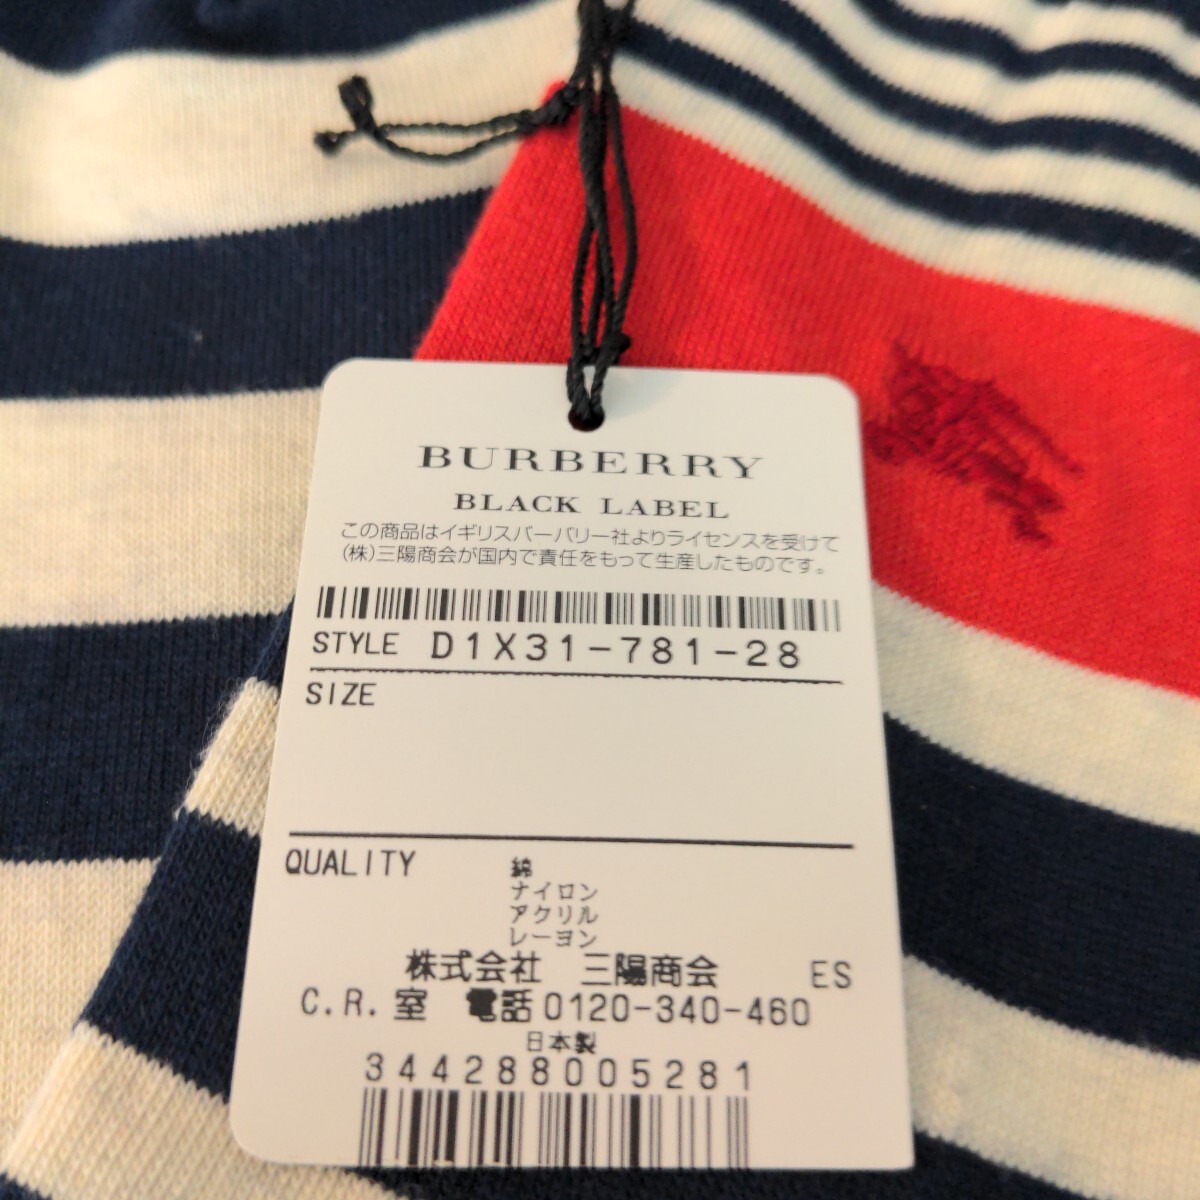 BURBERRY
BLACK LABEL
この商品はイギリスバーバリー社よりライセンスを受けて
(株)三陽商会が国内で責任をもって生産したものです。
STYLE D1X31-781-28
SIZE
QUALITY 綿
ナイロン
アクリル
レーヨン
株式会社 三陽商会 ES
C.R.室 電話0120-340-460
日本製
344288005281